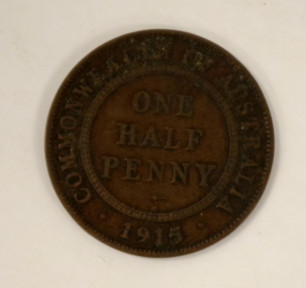 COMMONWEALTH OF AUSTRALIA
ONE
HALF
PENNY
1915